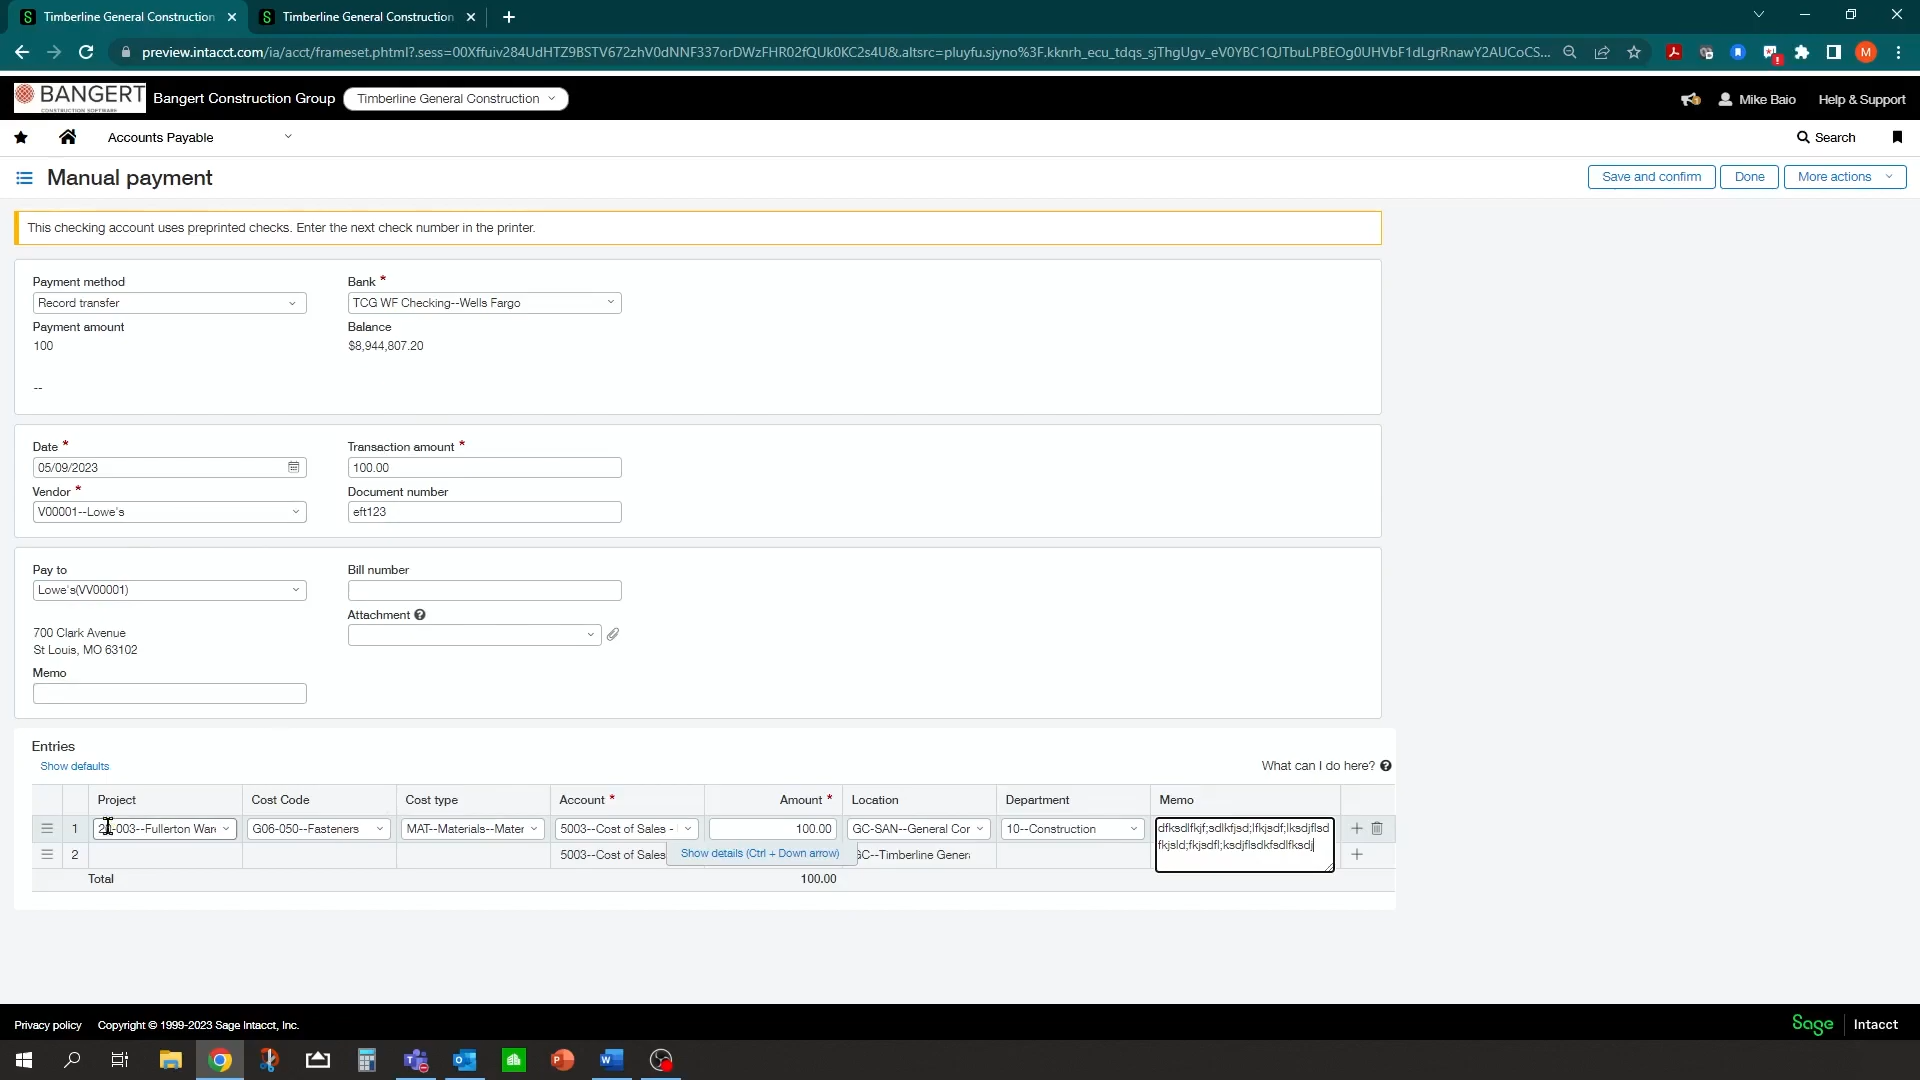 Timberline General Construction
Timberline General Construction
preview.intacct.com/ia/acct/frameset.phtml?.sess=00Xffuiv284UdHTZ9BSTV672zhV0dNNF337orDWzFHR02fQUk0KC2s4U&.altsrc=pluyfu.sjyno%3F.kknrh_ecu_tdqs_sjThgUgv_eV0YBC1QJTbuLPBEOg0UHVbF1dLgrRnawY2AUCoCS...
M
BANGERT
CONSTRUCTION SOFTWARE
Bangert Construction Group
Timberline General Construction
Mike Baio
Help & Support
Accounts Payable
Search
Manual payment
Save and confirm
Done
More actions
This checking account uses preprinted checks. Enter the next check number in the printer.
Payment method
Bank *
Record transfer
TCG WF Checking--Wells Fargo
Payment amount
Balance
100
$8,944,807.20
--
Date *
Transaction amount *
05/09/2023
100.00
Vendor *
Document number
V00001--Lowe's
eft123
Pay to
Bill number
Lowe's(VV00001)
Attachment
700 Clark Avenue
St Louis, MO 63102
Memo
Entries
Show defaults
What can I do here?
Project
Cost Code
Cost type
Account *
Amount *
Location
Department
Memo
1
-003--Fullerton War
G06-050--Fasteners
MAT--Materials--Mater
5003--Cost of Sales -
100.00
GC-SAN--General Cor
10--Construction
dfksdlfkjf;sdlkfjsd;lfkjsdf;lksdjflsd
fkjsld;fkjsdfl;ksdjflsdkfsdlfksdj
2
5003--Cost of Sales
Show details (Ctrl + Down arrow)
GC--Timberline Genera
Total
100.00
Privacy policy
Copyright © 1999-2023 Sage Intacct, Inc.
Sage
Intacct